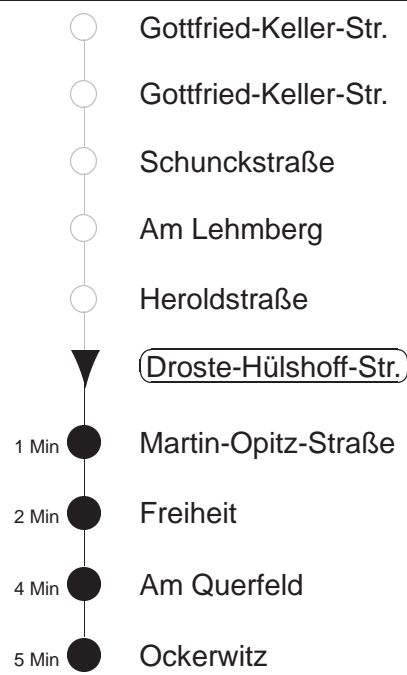 Gottfried-Keller-Str.
Gottfried-Keller-Str.
Schunckstraße
Am Lehmberg
Heroldstraße
Droste-Hülshoff-Str.
1 Min Martin-Opitz-Straße
2 Min Freiheit
4 Min Am Querfeld
5 Min Ockerwitz